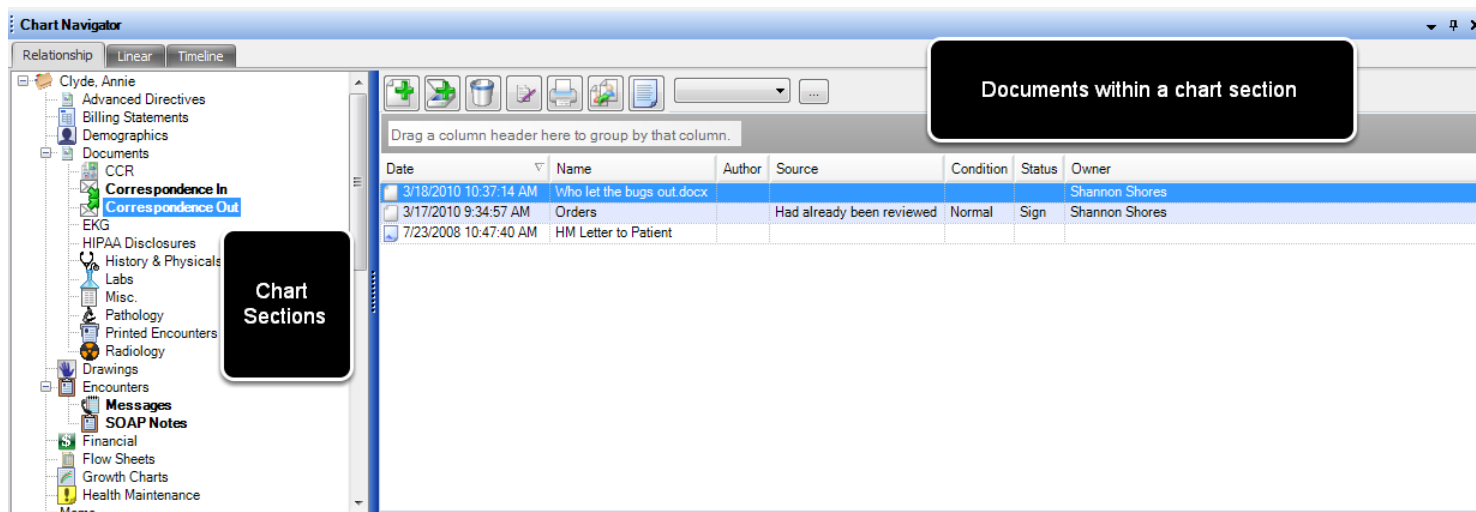 Chart Navigator
Relationship Linear Timeline
Clyde, Annie
Advanced Directives
Billing Statements
Demographics
Documents
CCR
Correspondence In
Correspondence Out
EKG
HIPAA Disclosures
History & Physicals
Labs
Misc.
Pathology
Printed Encounters
Radiology
Drawings
Encounters
Messages
SOAP Notes
Financial
Flow Sheets
Growth Charts
Health Maintenance
Chart
Sections
...
Documents within a chart section
Drag a column header here to group by that column.
Date Name Author Source Condition Status Owner
3/18/2010 10:37:14 AM Who let the bugs out.docx Shannon Shores
3/17/2010 9:34:57 AM Orders Had already been reviewed Normal Sign Shannon Shores
7/23/2008 10:47:40 AM HM Letter to Patient